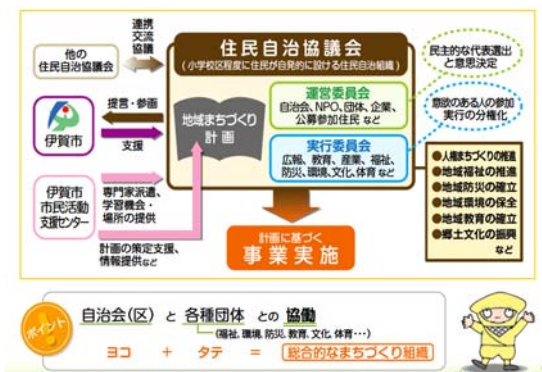 連携
交流
協議
他の
住民自治協議会
住民自治協議会
(小学校区程度に住民が自発的に設ける住民自治組織)
民主的な代表選出
と意思決定
提言・参画
伊賀市
支援
地域まちづくり
計画
運営委員会
自治会、NPO、団体、企業、
公募参加住民 など
意欲のある人の参加
実行の分権化
実行委員会
広報、教育、産業、福祉、
防災、環境、文化、体育 など
伊賀市
市民活動
支援センター
専門家派遣、
学習機会・
場所の提供
計画の策定支援、
情報提供など
計画に基づく
事業実施
●人権まちづくりの推進
●地域福祉の推進
●地域防災の確立
●地域環境の保全
●地域教育の確立
●郷土文化の振興
など
ポイント
自治会(区) と 各種団体 との 協働
(福祉、環境、防災、教育、文化、体育・・・)
ヨコ + タテ = 総合的なまちづくり組織